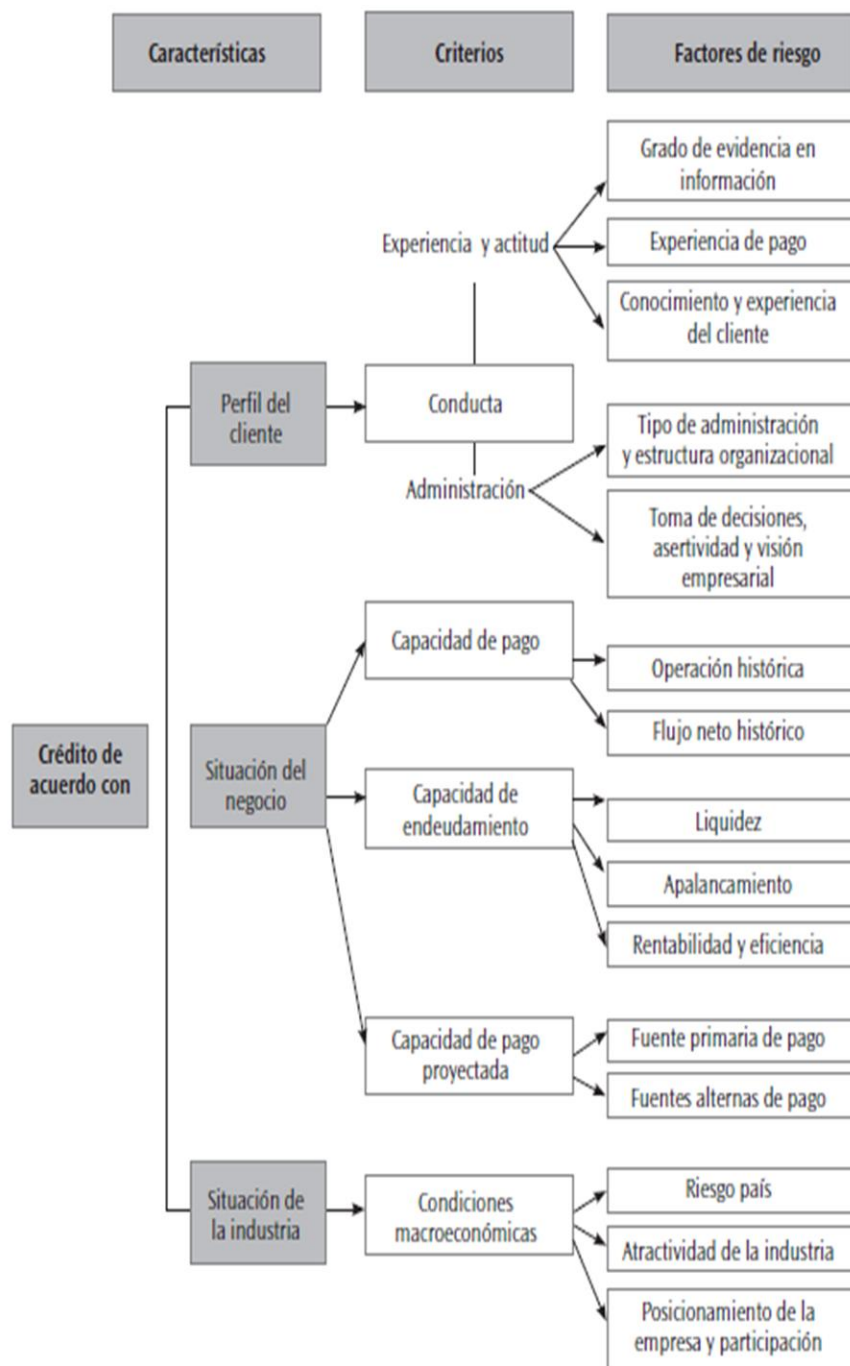 Características
Criterios
Factores de riesgo
Grado de evidencia en
información
Experiencia y actitud
Experiencia de pago
Conocimiento y experiencia
del cliente
Perfil del
cliente
Conducta
Tipo de administración
y estructura organizacional
Administración
Toma de decisiones,
asertividad y visión
empresarial
Capacidad de pago
Operación histórica
Flujo neto histórico
Crédito de
acuerdo con
Situación del
negocio
Capacidad de
endeudamiento
Liquidez
Apalancamiento
Rentabilidad y eficiencia
Capacidad de pago
proyectada
Fuente primaria de pago
Fuentes alternas de pago
Situación de
la industria
Condiciones
macroeconómicas
Riesgo país
Atractividad de la industria
Posicionamiento de la
empresa y participación